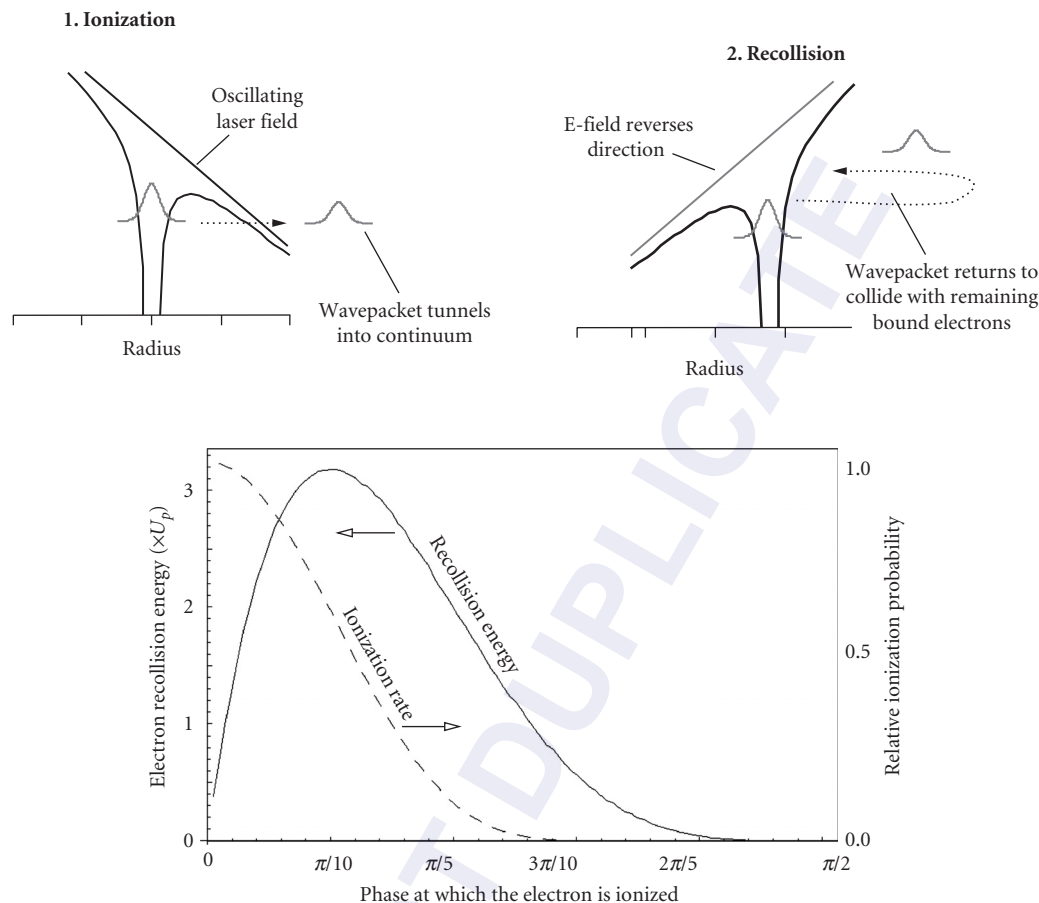 1. Ionization
Oscillating
laser field
Wavepacket tunnels
into continuum
Radius
2. Recollision
E-field reverses
direction
Wavepacket returns to
collide with remaining
bound electrons
Radius
Electron recollision energy (×U_p)
3
2
1
0
Recollision energy
Ionization rate
1.0
0.5
0.0
Relative ionization probability
0 π/10 π/5 3π/10 2π/5 π/2
Phase at which the electron is ionized
T DUPLICATE